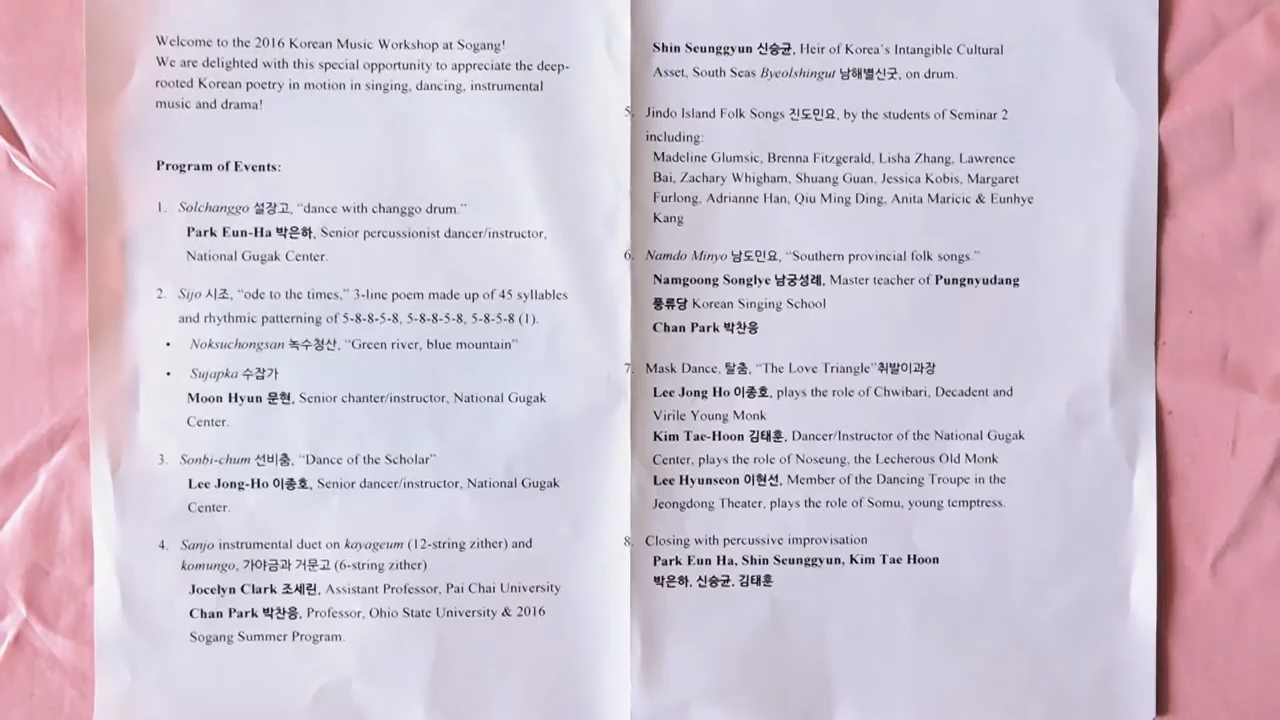 Welcome to the 2016 Korean Music Workshop at Sogang!
We are delighted with this special opportunity to appreciate the deep-
rooted Korean poetry in motion in singing, dancing, instrumental
music and drama!
Program of Events:
1. Solchanggo 설장고, “dance with changgo drum.”
Park Eun-Ha 박은하, Senior percussionist dancer/instructor,
National Gugak Center.
2. Sijo 시조, “ode to the times,” 3-line poem made up of 45 syllables
and rhythmic patterning of 5-8-8-5-8, 5-8-8-5-8, 5-8-5-8 (1).
• Noksuchongsan 녹수청산, “Green river, blue mountain”
• Sujapka 수잡가
Moon Hyun 문현, Senior chanter/instructor, National Gugak
Center.
3. Sonbi-chum 선비춤, “Dance of the Scholar”
Lee Jong-Ho 이종호, Senior dancer/instructor, National Gugak
Center.
4. Sanjo instrumental duet on kayageum (12-string zither) and
komungo, 가야금과 거문고 (6-string zither)
Jocelyn Clark 조세린, Assistant Professor, Pai Chai University
Chan Park 박찬응, Professor, Ohio State University & 2016
Sogang Summer Program.
Shin Seunggyun 신승균, Heir of Korea's Intangible Cultural
Asset, South Seas Byeolshingut 남해별신굿, on drum.
5. Jindo Island Folk Songs 진도민요, by the students of Seminar 2
including:
Madeline Glumsic, Brenna Fitzgerald, Lisha Zhang, Lawrence
Bai, Zachary Whigham, Shuang Guan, Jessica Kobis, Margaret
Furlong, Adrianne Han, Qiu Ming Ding, Anita Maricic & Eunhye
Kang
6. Namdo Minyo 남도민요, “Southern provincial folk songs.”
Namgoong Songlye 남궁성례, Master teacher of Pungnyudang
풍류당 Korean Singing School
Chan Park 박찬응
7. Mask Dance, 탈춤, “The Love Triangle”취발이과장
Lee Jong Ho 이종호, plays the role of Chwibari, Decadent and
Virile Young Monk
Kim Tae-Hoon 김태훈, Dancer/Instructor of the National Gugak
Center, plays the role of Noseung, the Lecherous Old Monk
Lee Hyunseon 이현선, Member of the Dancing Troupe in the
Jeongdong Theater, plays the role of Somu, young temptress.
8. Closing with percussive improvisation
Park Eun Ha, Shin Seunggyun, Kim Tae Hoon
박은하, 신승균, 김태훈